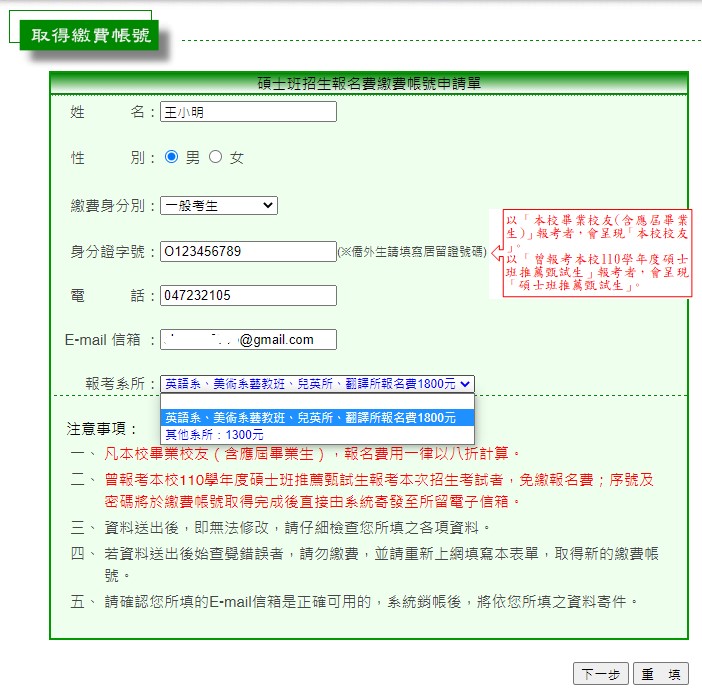 取得繳費帳號
碩士班招生報名費繳費帳號申請單
姓 名：王小明
性 別： 男 女
繳費身分別：一般考生
以「本校畢業校友(含應屆畢業
生)」報考者，會呈現「本校校友
」。
以「曾報考本校110學年度碩士
班推薦甄試生」報考者，會呈現
「碩士班推薦甄試生」。
身分證字號：O123456789 (※僑外生請填寫居留證號碼)
電 話：047232105
E-mail 信箱 ： @gmail.com
報考系所：英語系、美術系藝教班、兒英所、翻譯所報名費1800元
英語系、美術系藝教班、兒英所、翻譯所報名費1800元
其他系所：1300元
注意事項：
一、 凡本校畢業校友（含應屆畢業生），報名費用一律以八折計算。
二、 曾報考本校110學年度碩士班推薦甄試生報考本次招生考試者，免繳報名費；序號及
密碼將於繳費帳號取得完成後直接由系統寄發至所留電子信箱。
三、 資料送出後，即無法修改，請仔細檢查您所填之各項資料。
四、 若資料送出後始查覺錯誤者，請勿繳費，並請重新上網填寫本表單，取得新的繳費帳
號。
五、 請確認您所填的E-mail信箱是正確可用的，系統銷帳後，將依您所填之資料寄件。
下一步 重 填